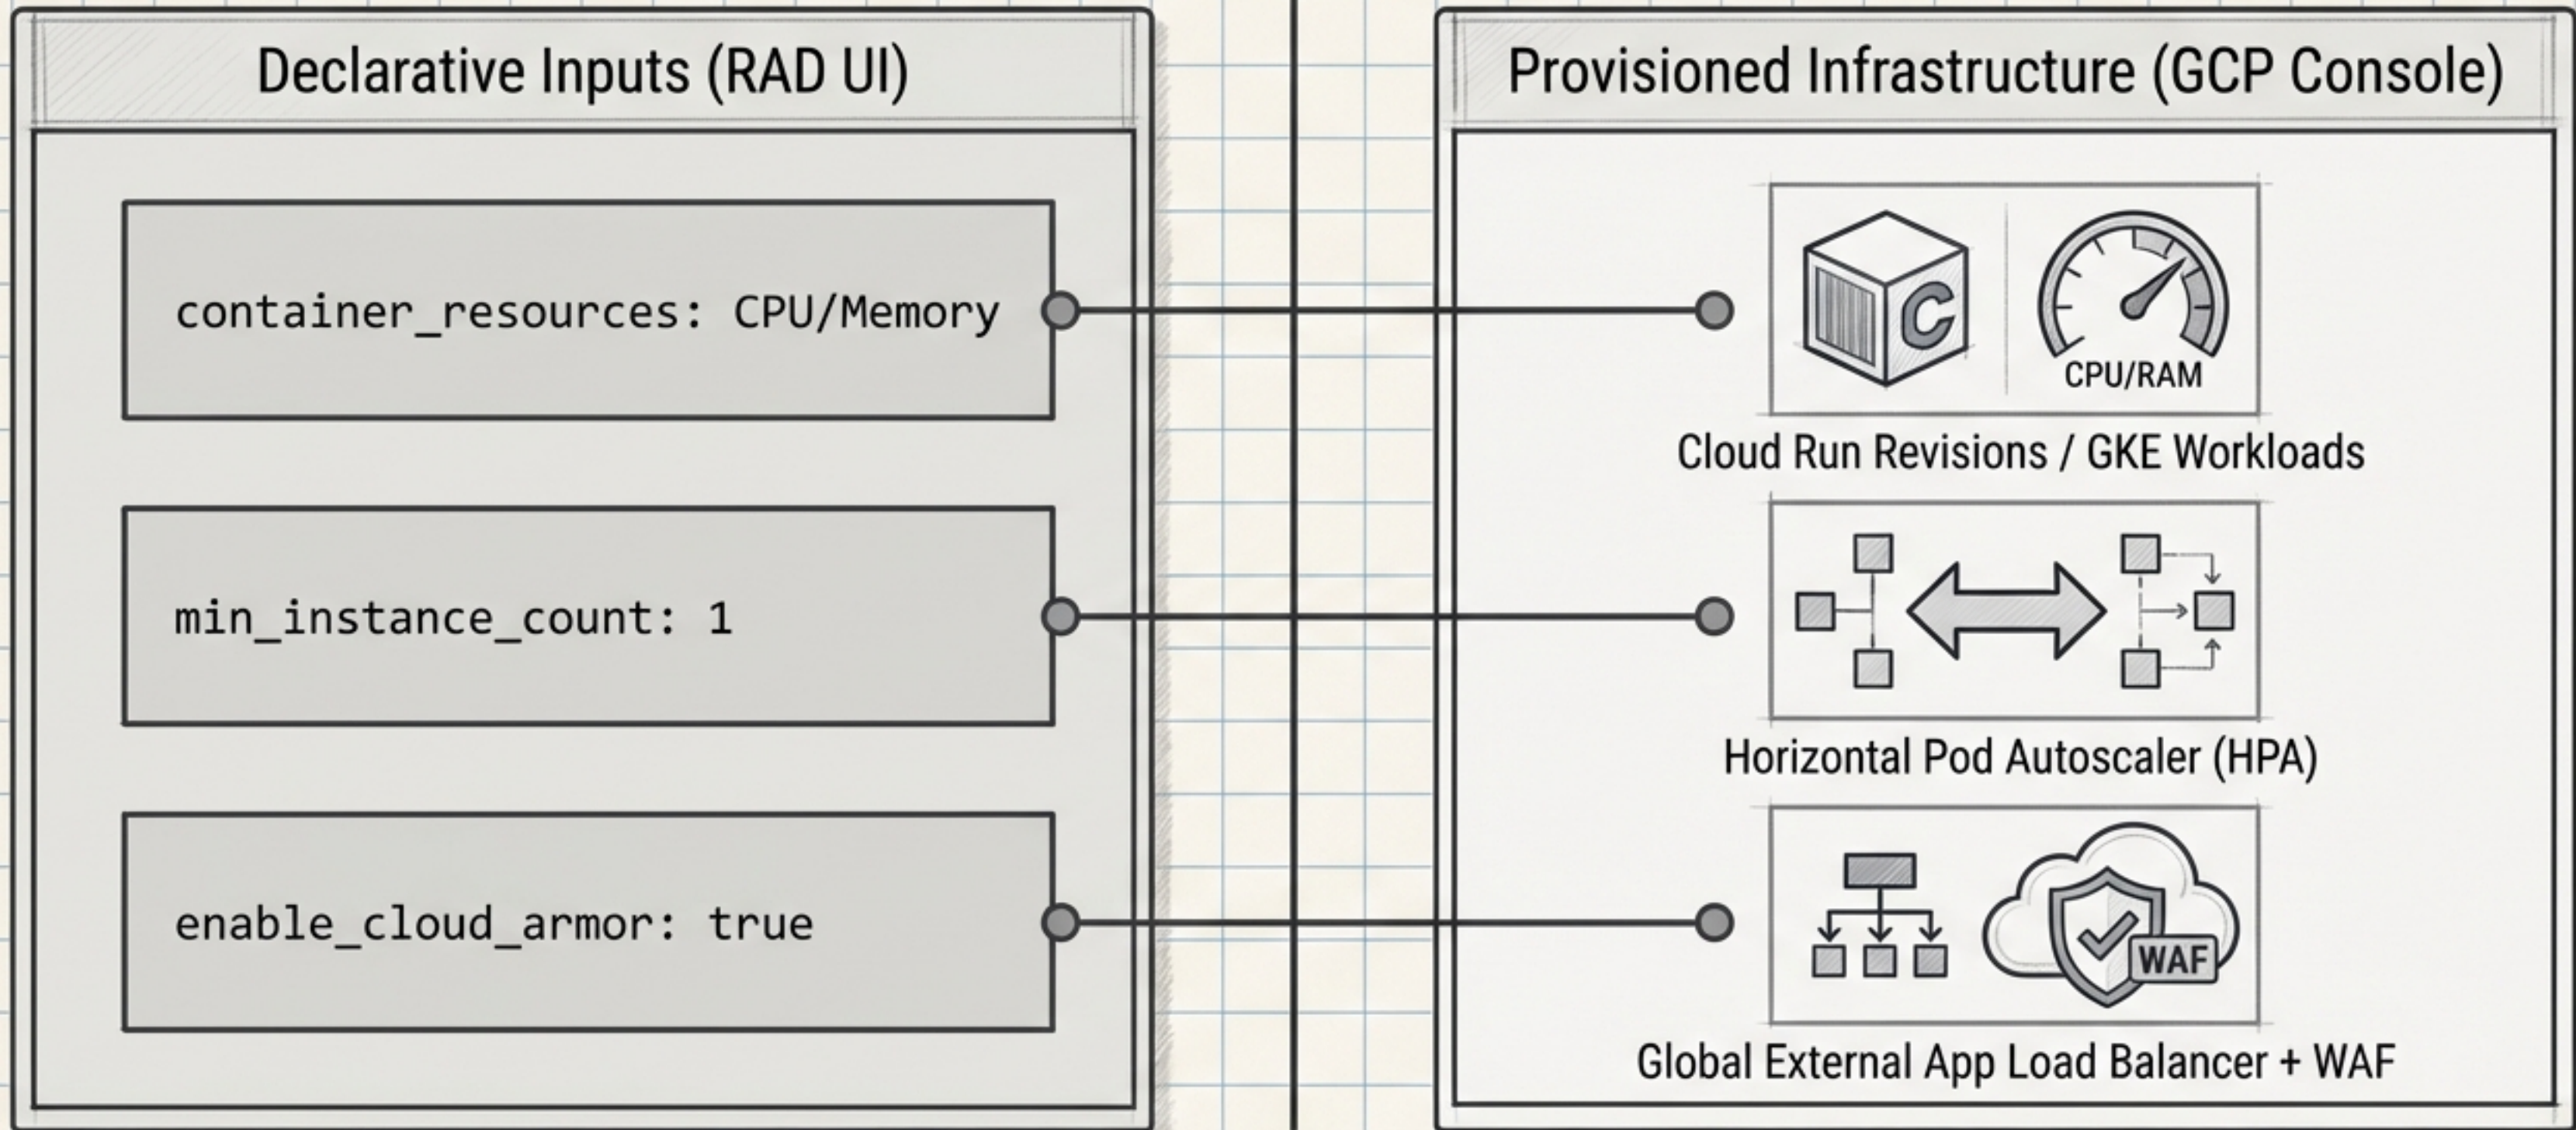 Declarative Inputs (RAD UI)
container_resources: CPU/Memory
min_instance_count: 1
enable_cloud_armor: true
Provisioned Infrastructure (GCP Console)
C
CPU/RAM
Cloud Run Revisions / GKE Workloads
Horizontal Pod Autoscaler (HPA)
WAF
Global External App Load Balancer + WAF